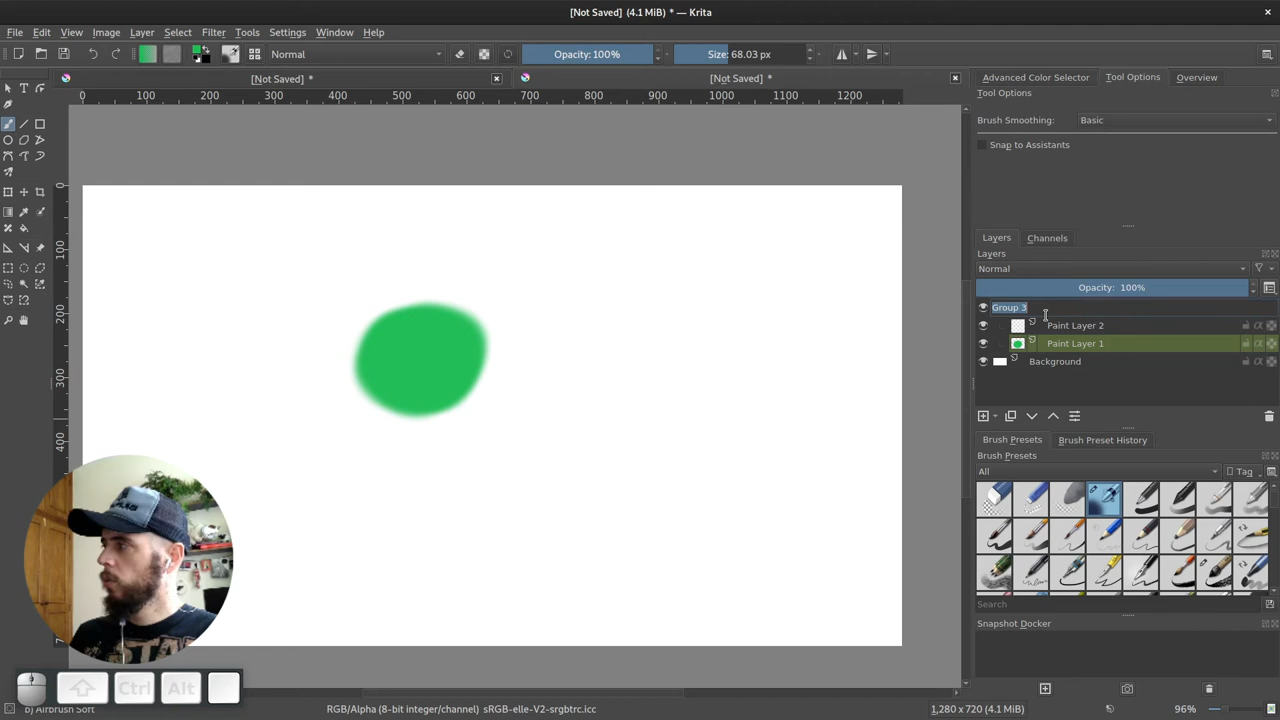 [Not Saved] (4.1 MiB) * — Krita
File Edit View Image Layer Select Filter Tools Settings Window Help
Normal Opacity: 100% Size: 68.03 px
[Not Saved] * [Not Saved] *
Advanced Color Selector Tool Options Overview
0 100 200 300 400 500 600 700 800 900 1000 1100 1200
Tool Options
Brush Smoothing: Basic
Snap to Assistants
0
100
200
300
400
Layers Channels
Layers
Normal
Opacity: 100%
Group 3
Paint Layer 2
Paint Layer 1
Background
Brush Presets Brush Preset History
Brush Presets
All Tag
Search
Snapshot Docker
Ctrl Alt
b) Airbrush Soft RGB/Alpha (8-bit integer/channel) sRGB-elle-V2-srgbtrc.icc 1,280 x 720 (4.1 MiB) 96%